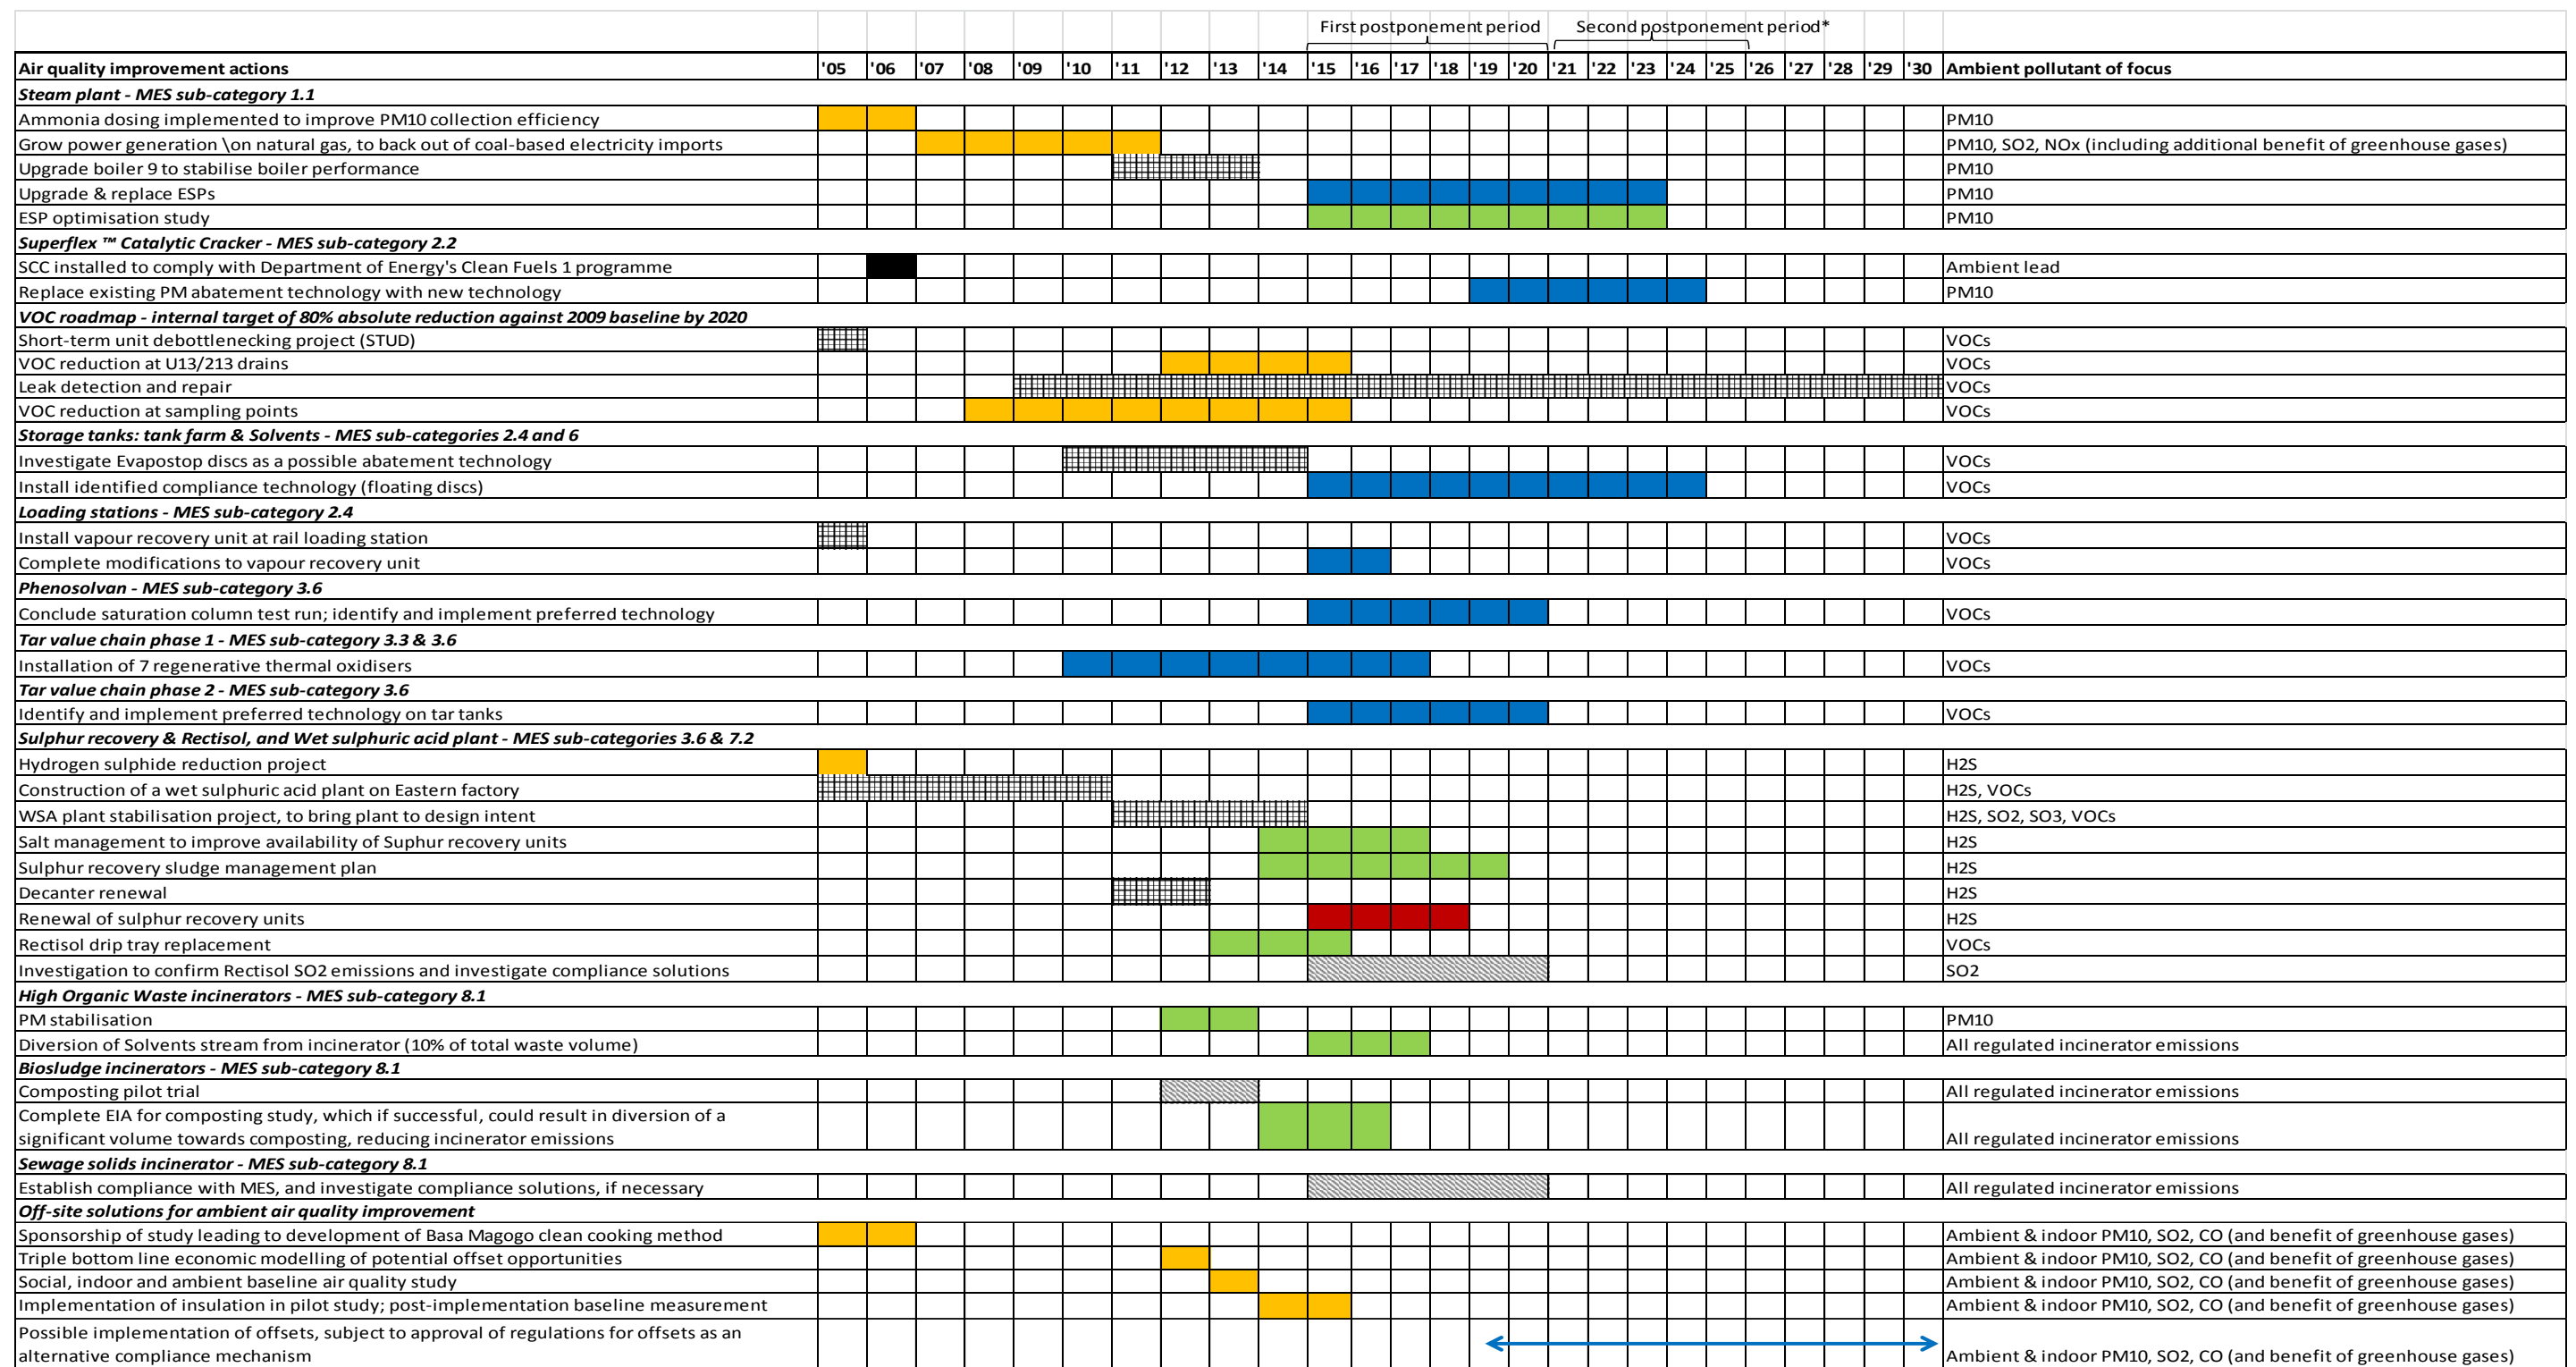 First postponement period Second postponement period*
Air quality improvement actions '05 '06 '07 '08 '09 '10 '11 '12 '13 '14 '15 '16 '17 '18 '19 '20 '21 '22 '23 '24 '25 '26 '27 '28 '29 '30 Ambient pollutant of focus
Steam plant - MES sub-category 1.1
Ammonia dosing implemented to improve PM10 collection efficiency PM10
Grow power generation \on natural gas, to back out of coal-based electricity imports PM10, SO2, NOx (including additional benefit of greenhouse gases)
Upgrade boiler 9 to stabilise boiler performance PM10
Upgrade & replace ESPs PM10
ESP optimisation study PM10
Superflex ™ Catalytic Cracker - MES sub-category 2.2
SCC installed to comply with Department of Energy's Clean Fuels 1 programme Ambient lead
Replace existing PM abatement technology with new technology PM10
VOC roadmap - internal target of 80% absolute reduction against 2009 baseline by 2020
Short-term unit debottlenecking project (STUD) VOCs
VOC reduction at U13/213 drains VOCs
Leak detection and repair VOCs
VOC reduction at sampling points VOCs
Storage tanks: tank farm & Solvents - MES sub-categories 2.4 and 6
Investigate Evapostop discs as a possible abatement technology VOCs
Install identified compliance technology (floating discs) VOCs
Loading stations - MES sub-category 2.4
Install vapour recovery unit at rail loading station VOCs
Complete modifications to vapour recovery unit VOCs
Phenosolvan - MES sub-category 3.6
Conclude saturation column test run; identify and implement preferred technology VOCs
Tar value chain phase 1 - MES sub-category 3.3 & 3.6
Installation of 7 regenerative thermal oxidisers VOCs
Tar value chain phase 2 - MES sub-category 3.6
Identify and implement preferred technology on tar tanks VOCs
Sulphur recovery & Rectisol, and Wet sulphuric acid plant - MES sub-categories 3.6 & 7.2
Hydrogen sulphide reduction project H2S
Construction of a wet sulphuric acid plant on Eastern factory H2S, VOCs
WSA plant stabilisation project, to bring plant to design intent H2S, SO2, SO3, VOCs
Salt management to improve availability of Suphur recovery units H2S
Sulphur recovery sludge management plan H2S
Decanter renewal H2S
Renewal of sulphur recovery units H2S
Rectisol drip tray replacement VOCs
Investigation to confirm Rectisol SO2 emissions and investigate compliance solutions SO2
High Organic Waste incinerators - MES sub-category 8.1
PM stabilisation PM10
Diversion of Solvents stream from incinerator (10% of total waste volume) All regulated incinerator emissions
Biosludge incinerators - MES sub-category 8.1
Composting pilot trial All regulated incinerator emissions
Complete EIA for composting study, which if successful, could result in diversion of a
significant volume towards composting, reducing incinerator emissions All regulated incinerator emissions
Sewage solids incinerator - MES sub-category 8.1
Establish compliance with MES, and investigate compliance solutions, if necessary All regulated incinerator emissions
Off-site solutions for ambient air quality improvement
Sponsorship of study leading to development of Basa Magogo clean cooking method Ambient & indoor PM10, SO2, CO (and benefit of greenhouse gases)
Triple bottom line economic modelling of potential offset opportunities Ambient & indoor PM10, SO2, CO (and benefit of greenhouse gases)
Social, indoor and ambient baseline air quality study Ambient & indoor PM10, SO2, CO (and benefit of greenhouse gases)
Implementation of insulation in pilot study; post-implementation baseline measurement Ambient & indoor PM10, SO2, CO (and benefit of greenhouse gases)
Possible implementation of offsets, subject to approval of regulations for offsets as an
alternative compliance mechanism Ambient & indoor PM10, SO2, CO (and benefit of greenhouse gases)